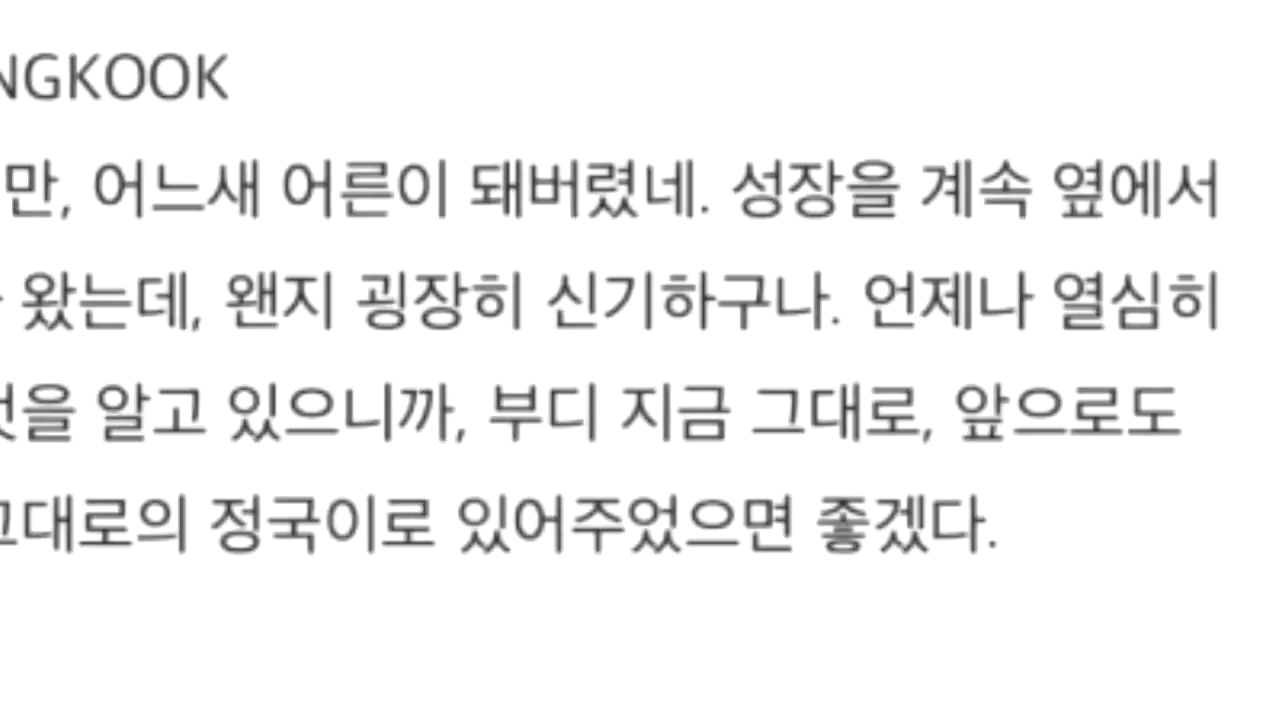 NGKOOK
만, 어느새 어른이 돼버렸네. 성장을 계속 옆에서
왔는데, 왠지 굉장히 신기하구나. 언제나 열심히
것을 알고 있으니까, 부디 지금 그대로, 앞으로도
그대로의 정국이로 있어주었으면 좋겠다.